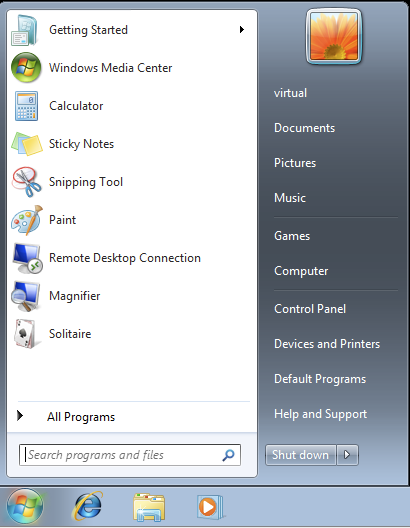 Getting Started
Windows Media Center
Calculator
Sticky Notes
Snipping Tool
Paint
Remote Desktop Connection
Magnifier
Solitaire
All Programs
Search programs and files
virtual
Documents
Pictures
Music
Games
Computer
Control Panel
Devices and Printers
Default Programs
Help and Support
Shut down